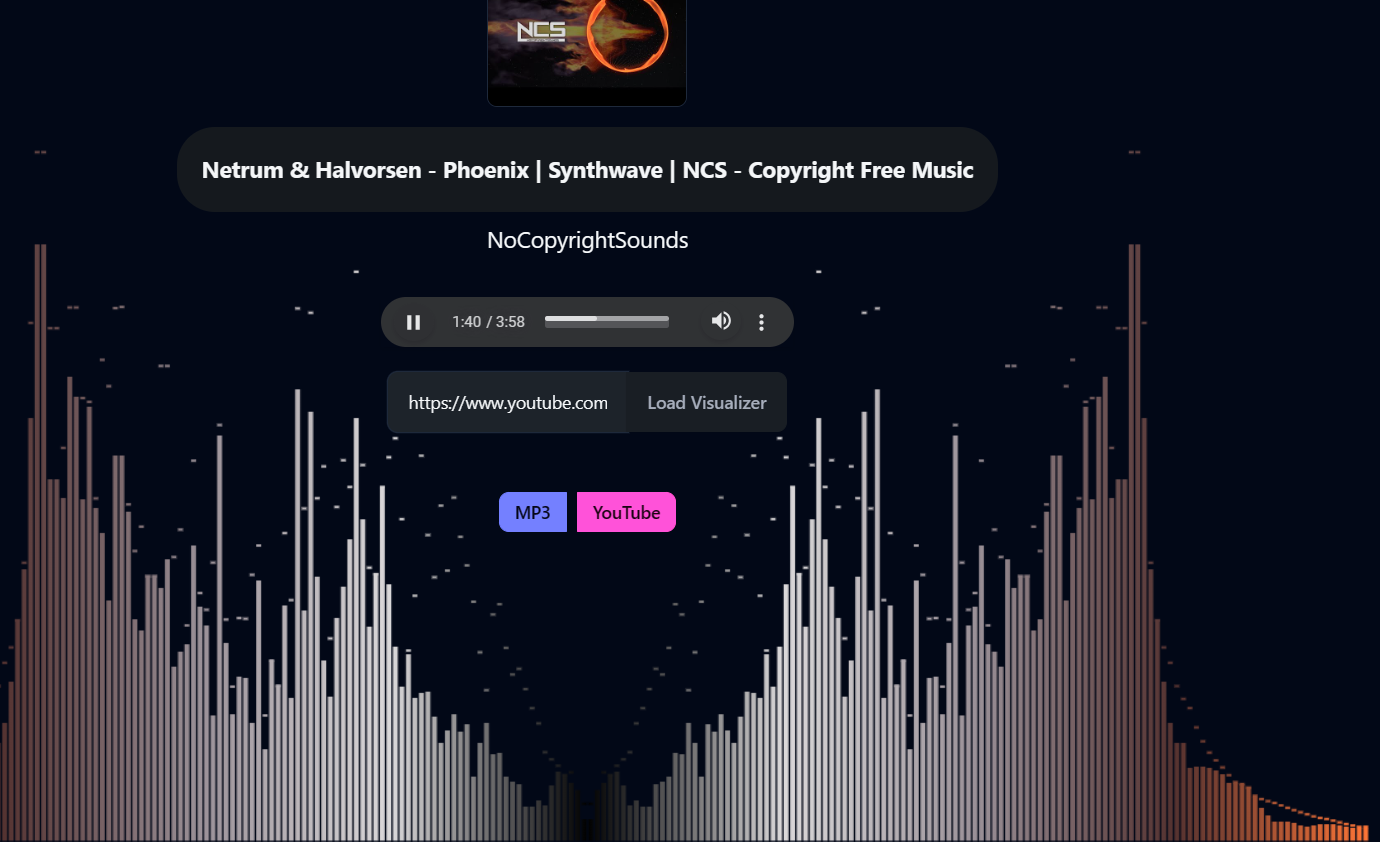 NCS
Netrum & Halvorsen - Phoenix | Synthwave | NCS - Copyright Free Music
NoCopyrightSounds
1:40 / 3:58
https://www.youtube.com Load Visualizer
MP3 YouTube